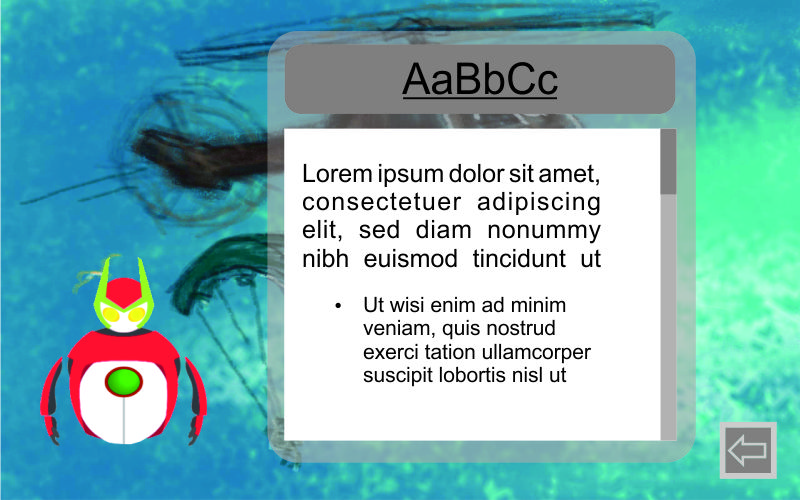 AaBbCc
Lorem ipsum dolor sit amet,
consectetuer adipiscing
elit, sed diam nonummy
nibh euismod tincidunt ut
• Ut wisi enim ad minim
veniam, quis nostrud
exerci tation ullamcorper
suscipit lobortis nisl ut